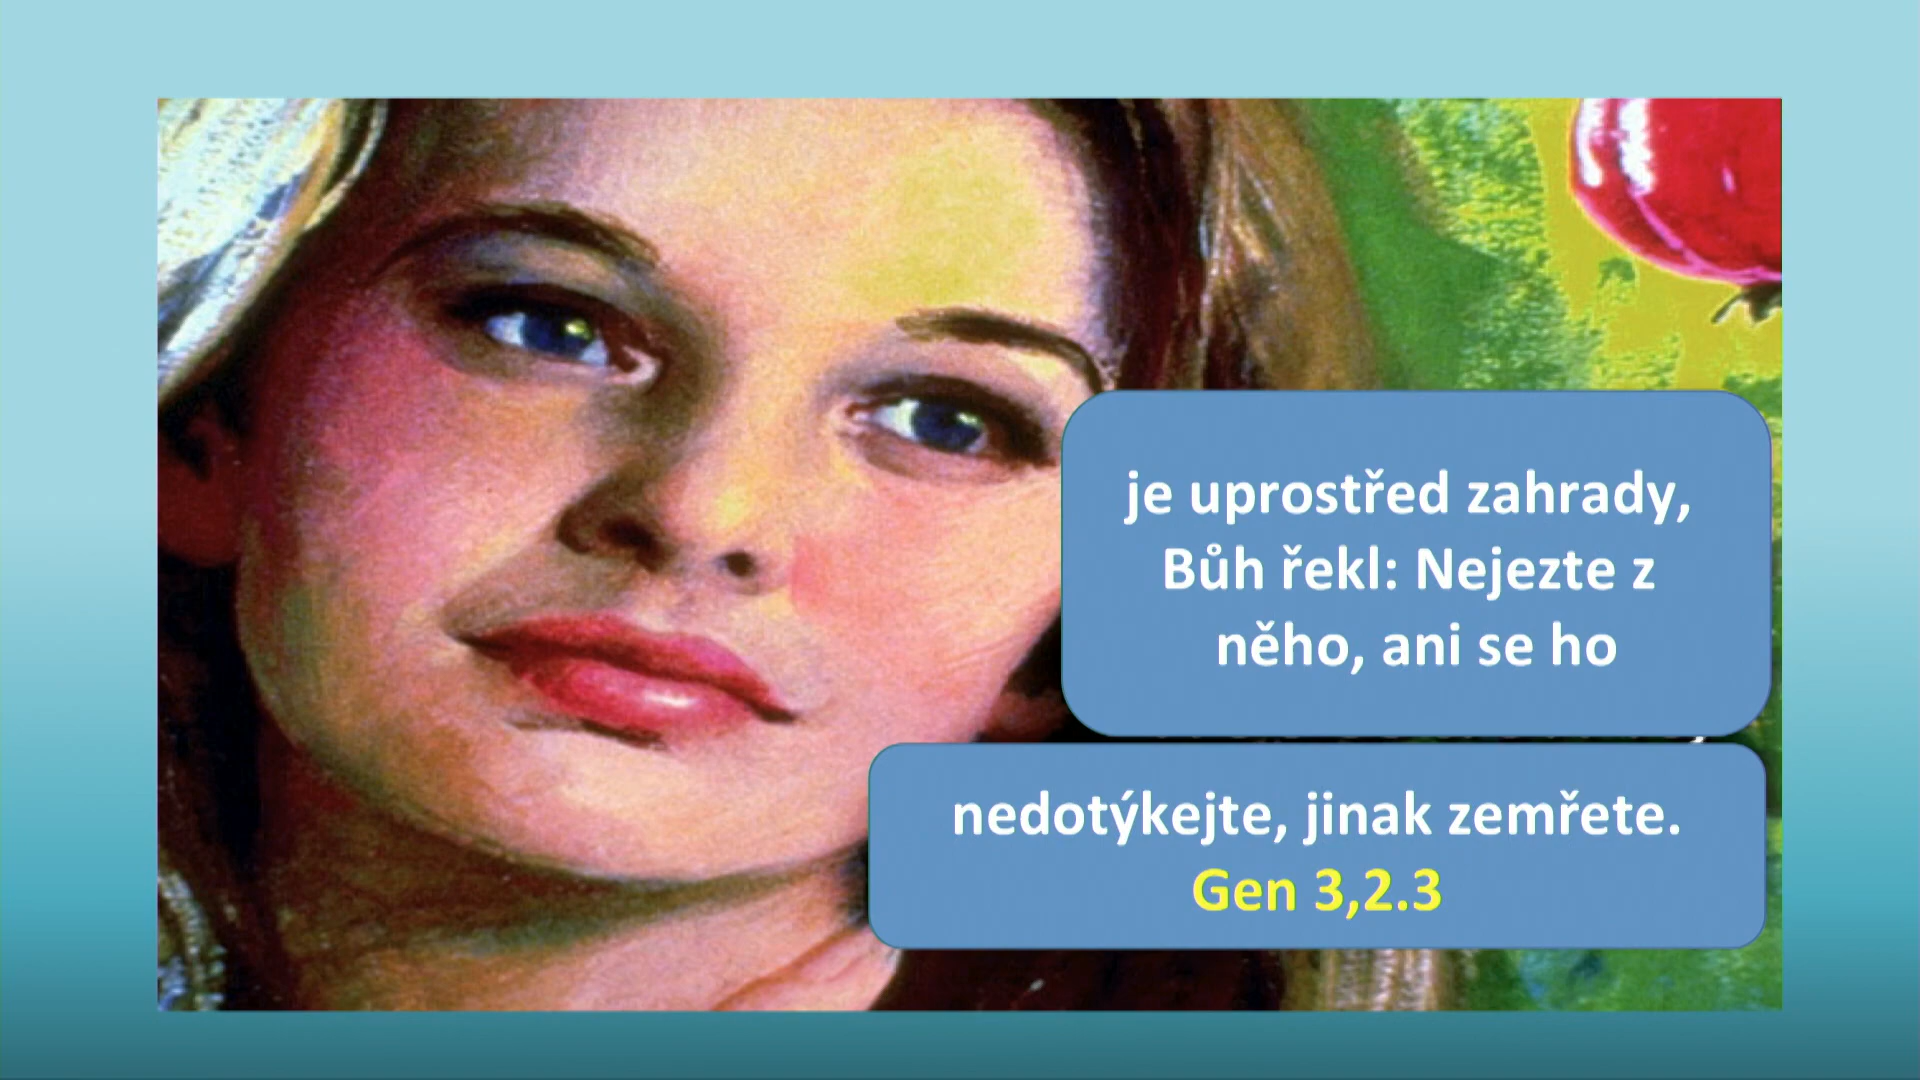 je uprostřed zahrady,
Bůh řekl: Nejezte z
něho, ani se ho
nedotýkejte, jinak zemřete.
Gen 3,2.3